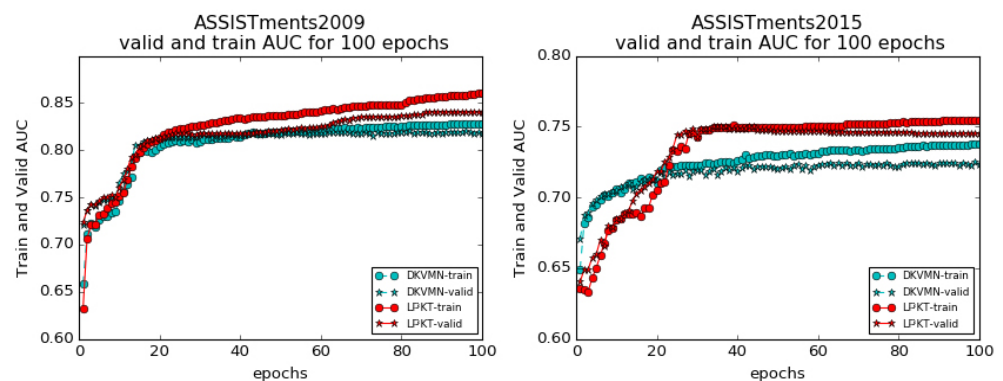 ASSISTments2009
valid and train AUC for 100 epochs
Train and Valid AUC
0.85
0.80
0.75
0.70
0.65
0.60
0
20
40
60
80
100
epochs
DKVMN-train
DKVMN-valid
LPKT-train
LPKT-valid
ASSISTments2015
valid and train AUC for 100 epochs
Train and Valid AUC
0.80
0.75
0.70
0.65
0.60
0
20
40
60
80
100
epochs
DKVMN-train
DKVMN-valid
LPKT-train
LPKT-valid